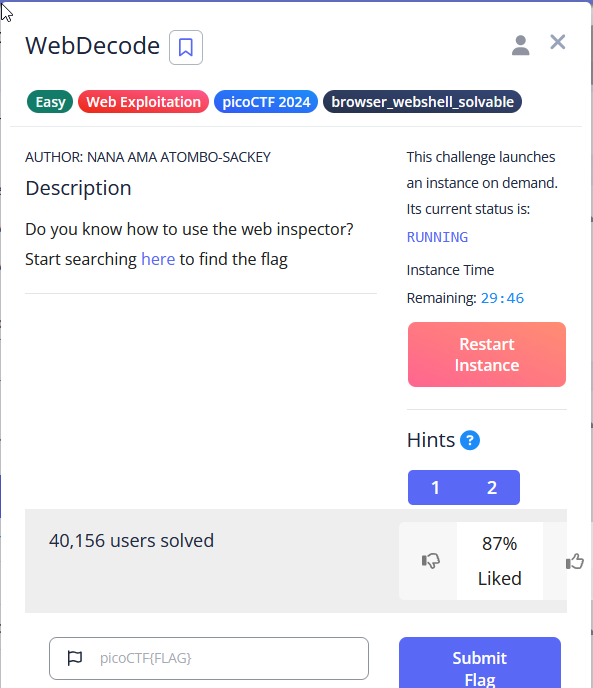 WebDecode
Easy
Web Exploitation
picoCTF 2024
browser_webshell_solvable
AUTHOR: NANA AMA ATOMBO-SACKEY
Description
Do you know how to use the web inspector?
Start searching here to find the flag
This challenge launches
an instance on demand.
Its current status is:
RUNNING
Instance Time
Remaining: 29:46
Restart
Instance
Hints ?
1 2
40,156 users solved
87%
Liked
picoCTF{FLAG}
Submit
Flag